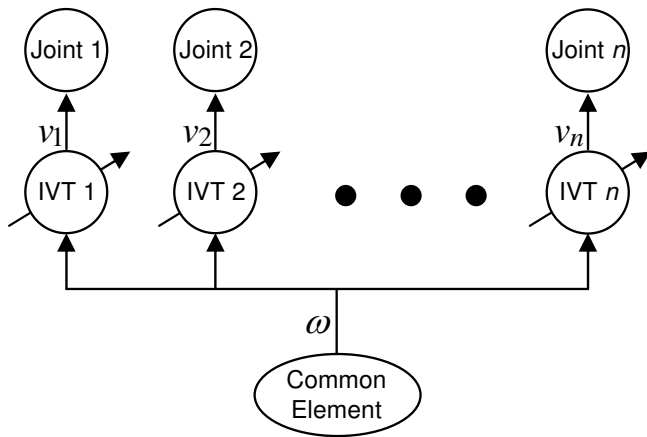 Joint 1 Joint 2 Joint n
v1 v2 vn
IVT 1 IVT 2 IVT n
ω
Common
Element